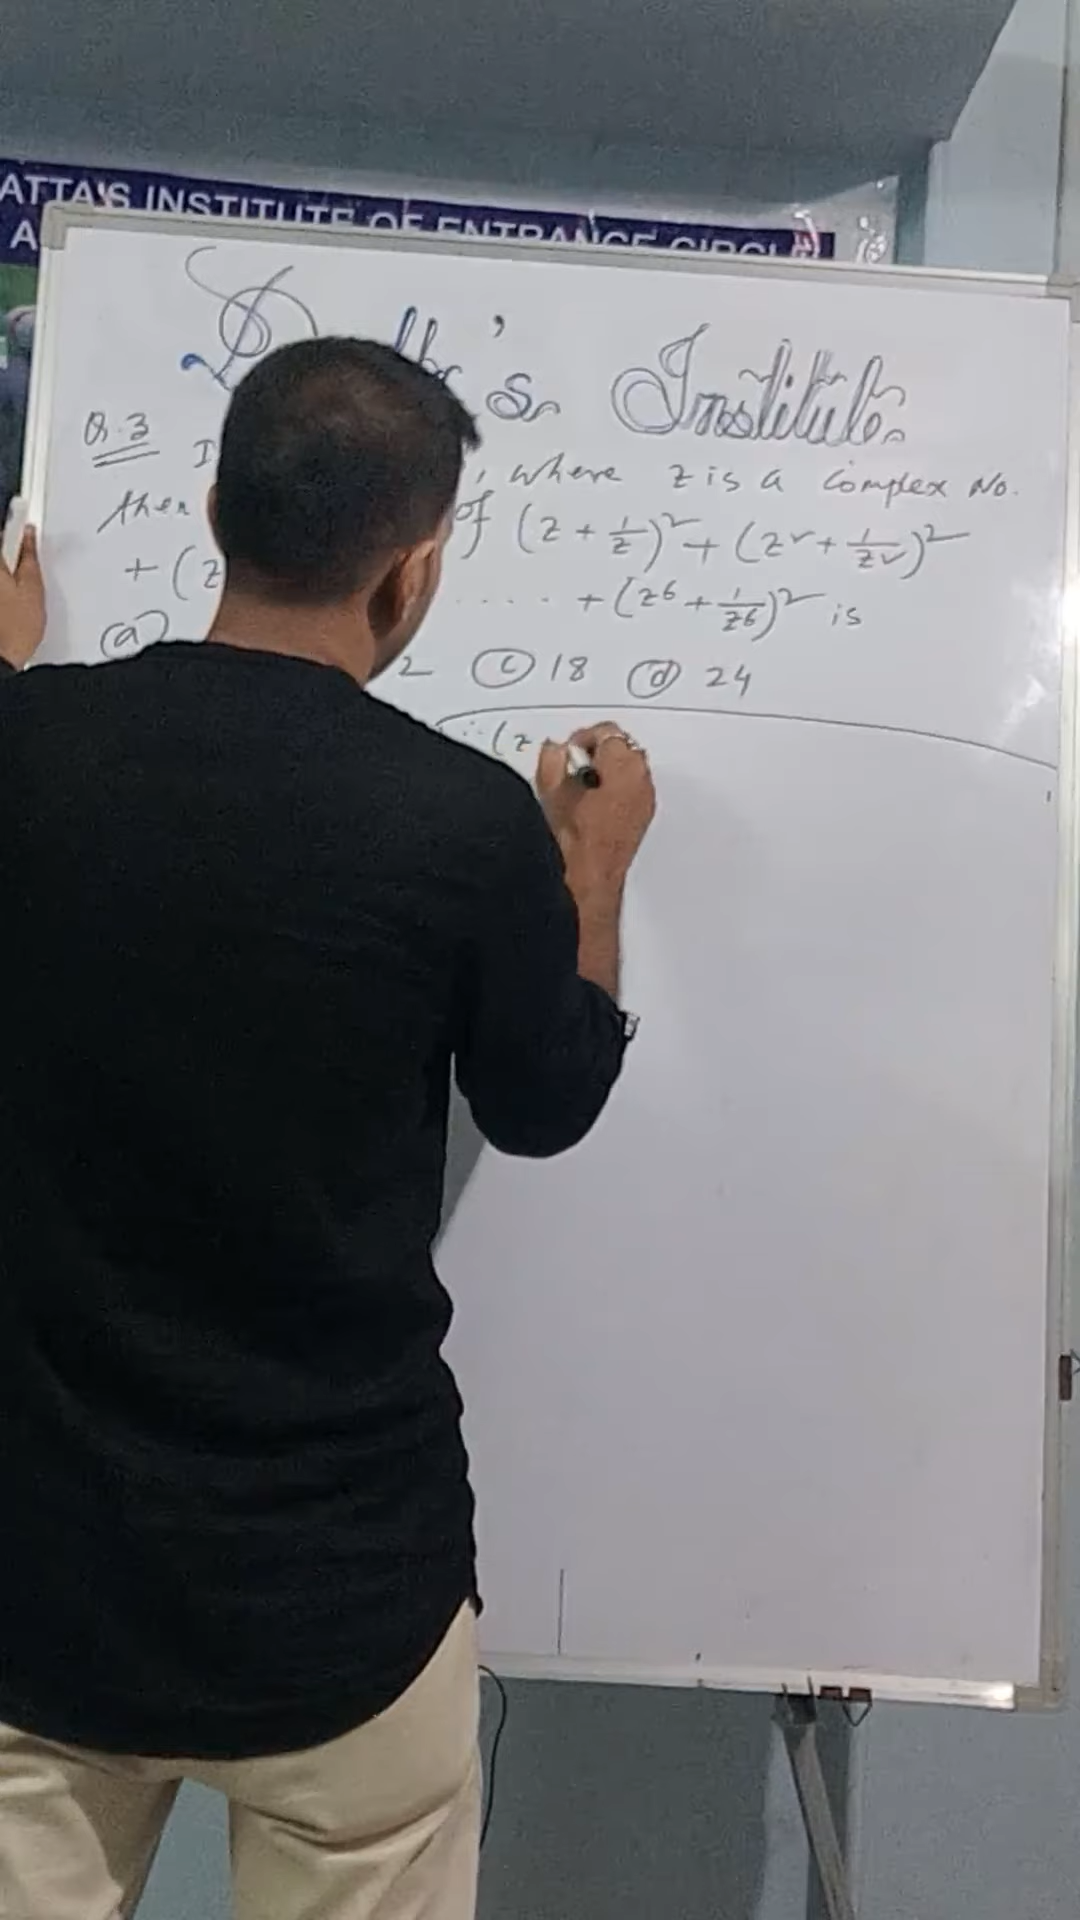 ATTA'S INSTITUTE OF ENTRANCE CIRCL
A
's Institute
Q.3 I , where z is a complex No.
then of (z + 1/z)² + (z² + 1/z²)²
+ (z ..... + (z⁶ + 1/z⁶)² is
(a) 2 (c) 18 (d) 24
∵ (z